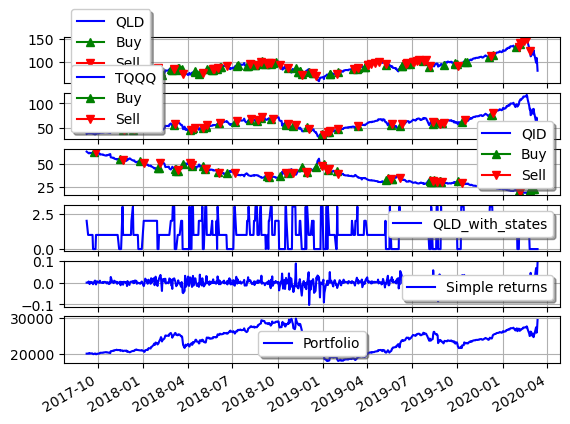 QLD
Buy
Sell
150
100
TQQQ
Buy
Sell
100
50
QID
Buy
Sell
50
25
QLD_with_states
2.5
0.0
Simple returns
0.1
0.0
−0.1
Portfolio
30000
20000
2017-10 2018-01 2018-04 2018-07 2018-10 2019-01 2019-04 2019-07 2019-10 2020-01 2020-04